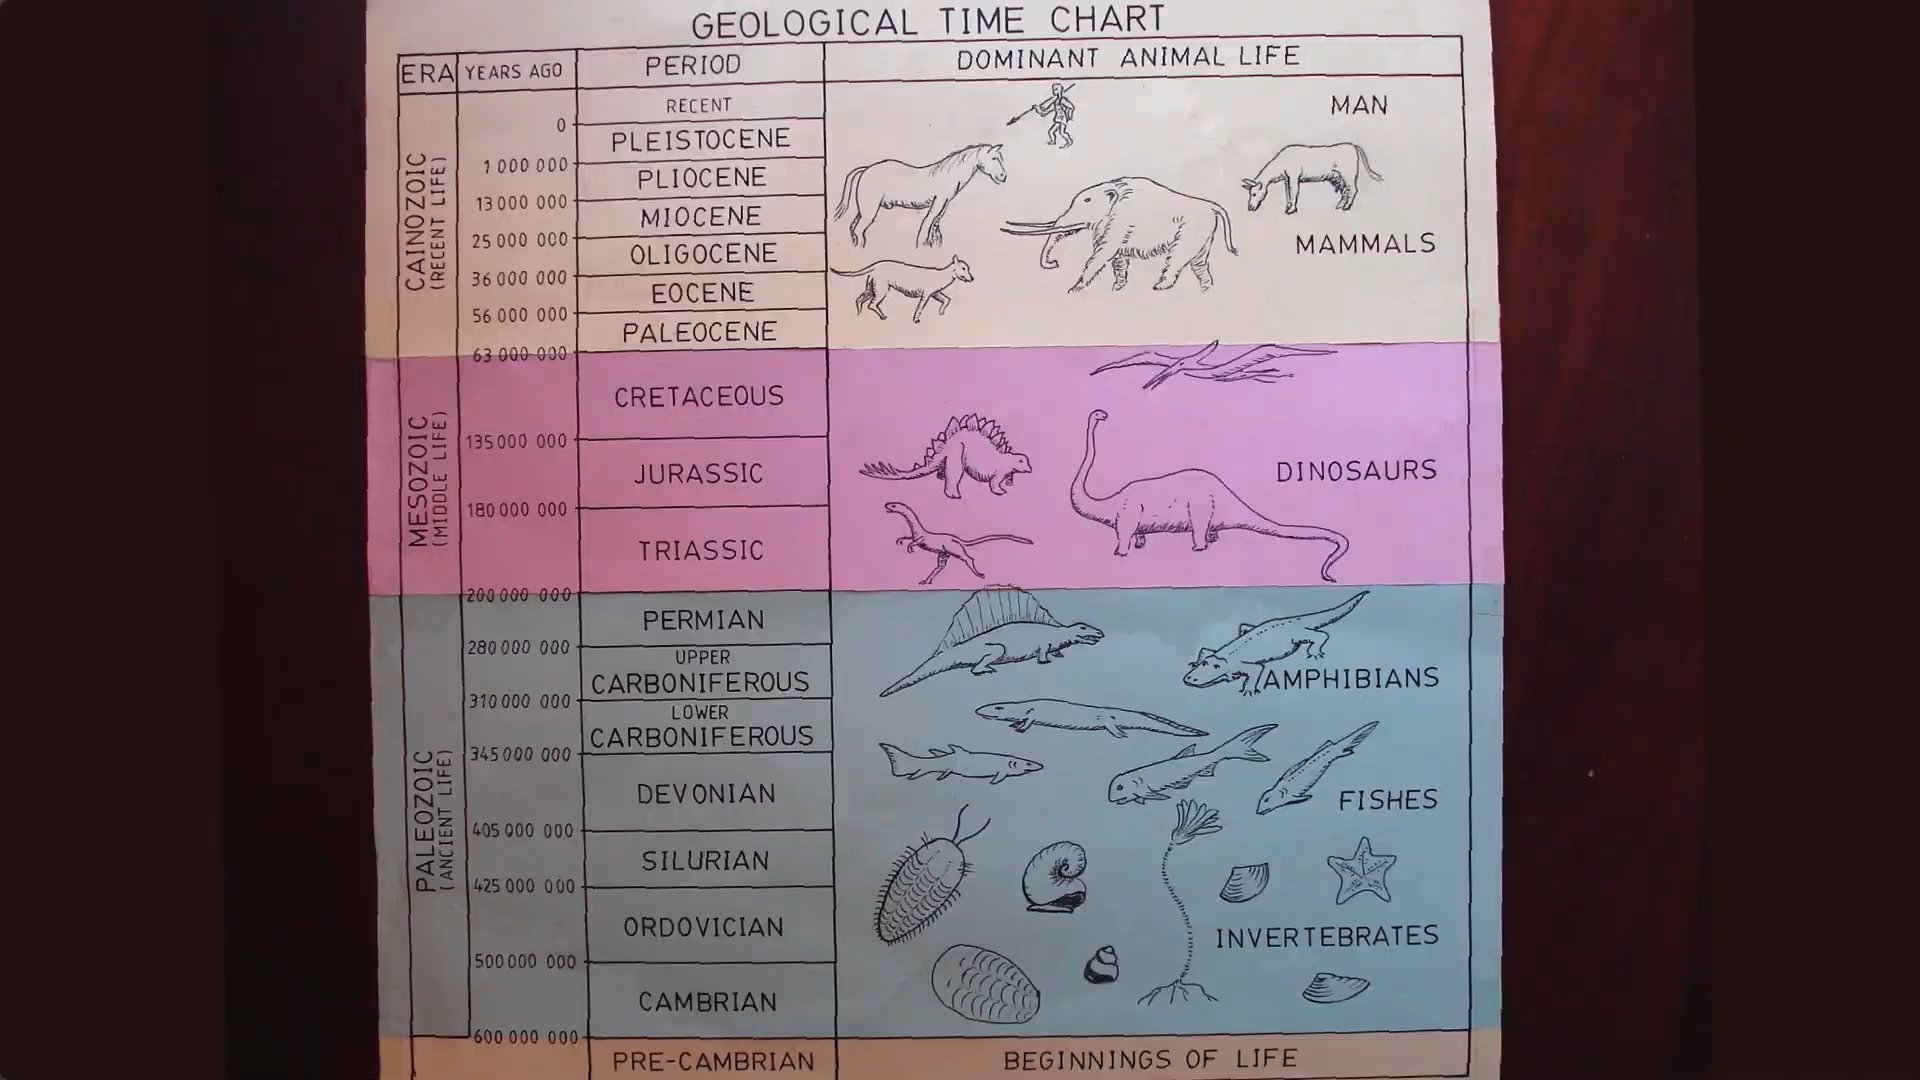 GEOLOGICAL TIME CHART
ERA YEARS AGO PERIOD DOMINANT ANIMAL LIFE
CAINOZOIC
(RECENT LIFE)
RECENT
MAN
0
PLEISTOCENE
1 000 000
PLIOCENE
13 000 000
MIOCENE
25 000 000
MAMMALS
OLIGOCENE
36 000 000
EOCENE
56 000 000
PALEOCENE
63 000 000
MESOZOIC
(MIDDLE LIFE)
CRETACEOUS
135 000 000
JURASSIC
DINOSAURS
180 000 000
TRIASSIC
200 000 000
PALEOZOIC
(ANCIENT LIFE)
PERMIAN
280 000 000
UPPER
CARBONIFEROUS
AMPHIBIANS
310 000 000
LOWER
CARBONIFEROUS
345 000 000
DEVONIAN
FISHES
405 000 000
SILURIAN
425 000 000
ORDOVICIAN
INVERTEBRATES
500 000 000
CAMBRIAN
600 000 000
PRE-CAMBRIAN
BEGINNINGS OF LIFE